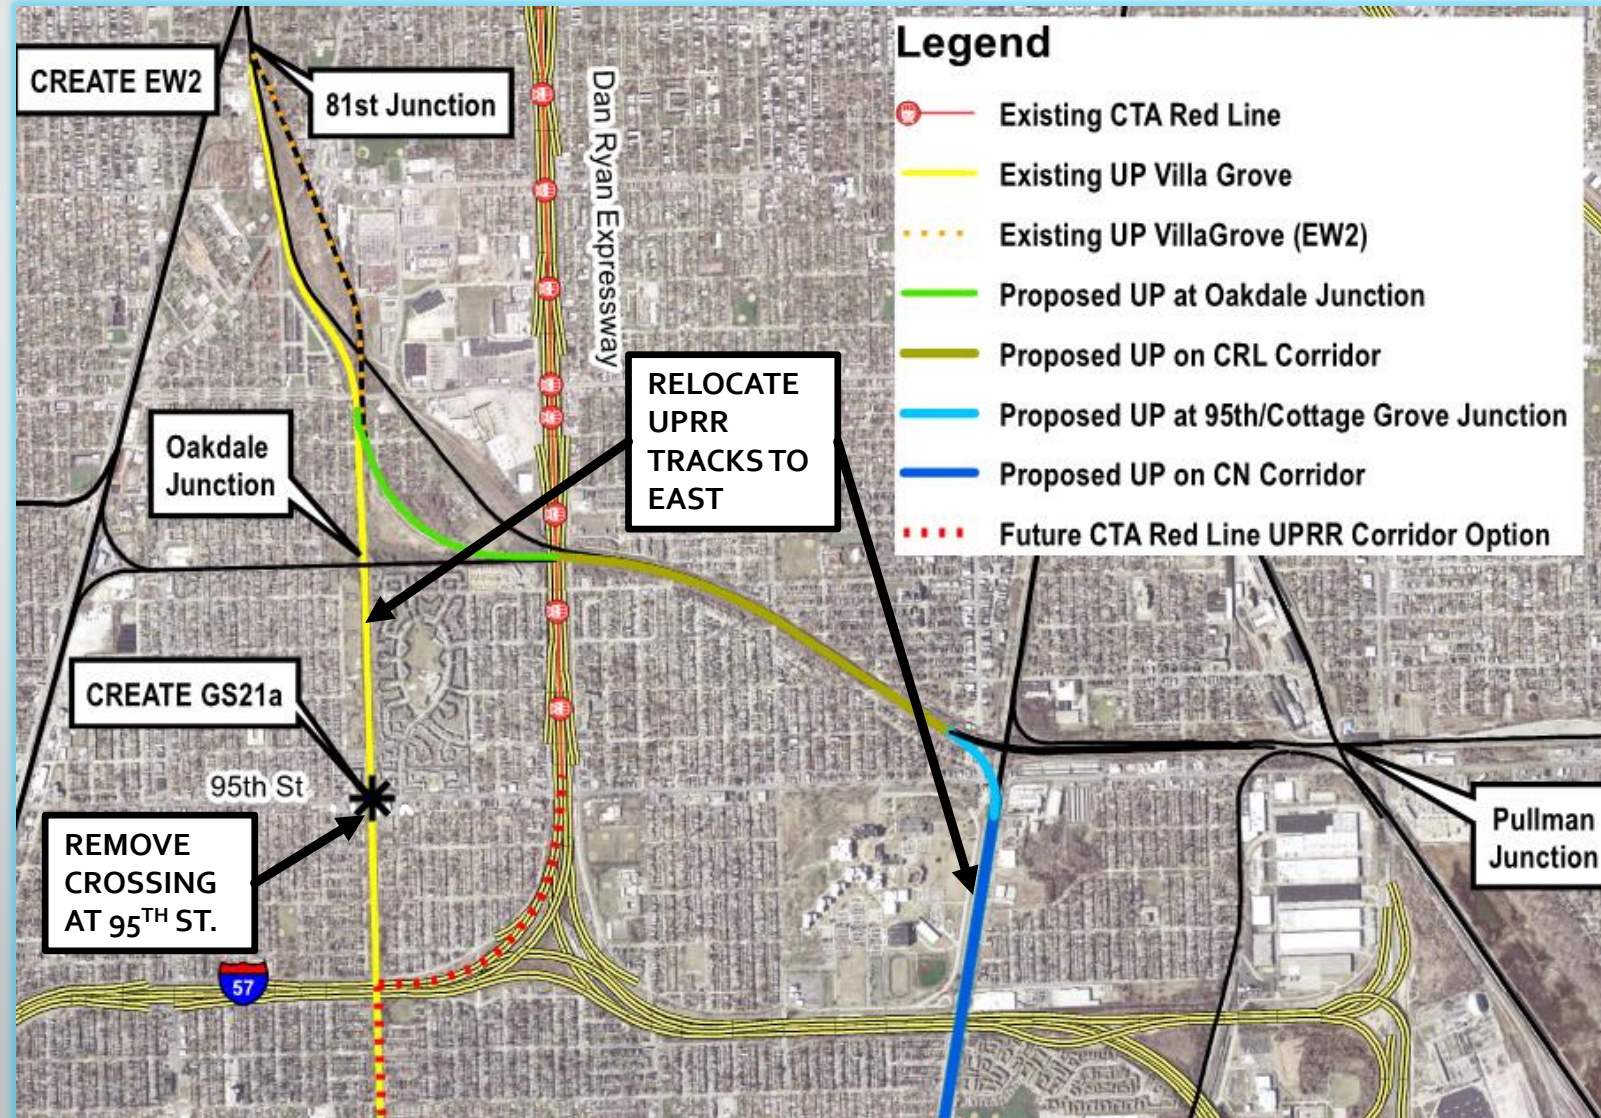 CREATE EW2
81st Junction
Dan Ryan Expressway
Legend
Existing CTA Red Line
Existing UP Villa Grove
Existing UP VillaGrove (EW2)
Proposed UP at Oakdale Junction
Proposed UP on CRL Corridor
Proposed UP at 95th/Cottage Grove Junction
Proposed UP on CN Corridor
Future CTA Red Line UPRR Corridor Option
RELOCATE
UPRR
TRACKS TO
EAST
Oakdale
Junction
CREATE GS21a
95th St
REMOVE
CROSSING
AT 95TH ST.
57
Pullman
Junction